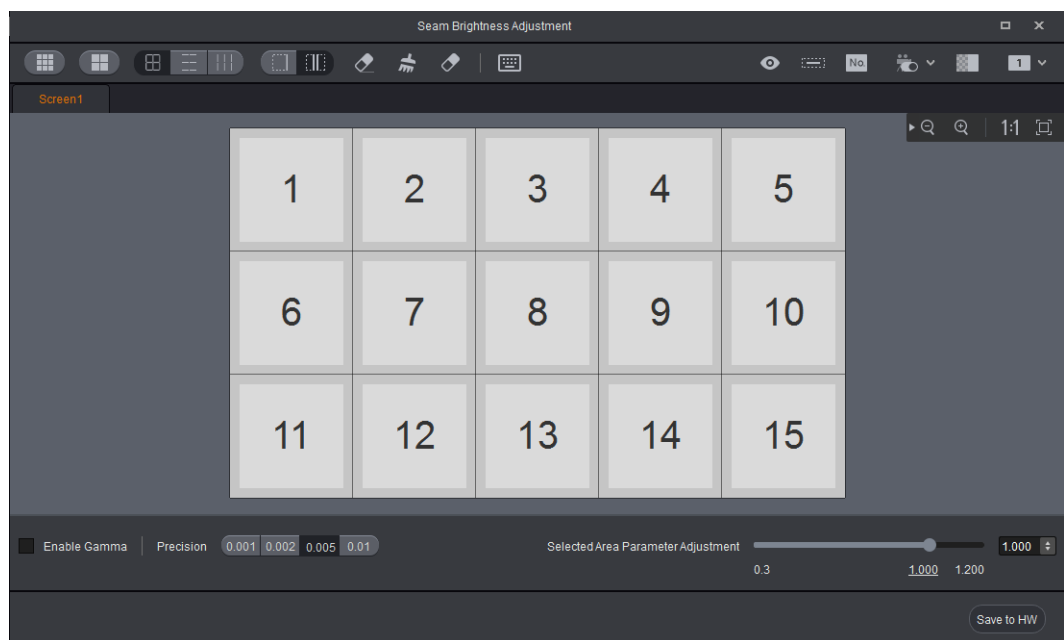 Seam Brightness Adjustment
No. 1
Screen1
1:1
1 2 3 4 5
6 7 8 9 10
11 12 13 14 15
Enable Gamma Precision 0.001 0.002 0.005 0.01 Selected Area Parameter Adjustment 1.000
0.3 1.000 1.200
Save to HW